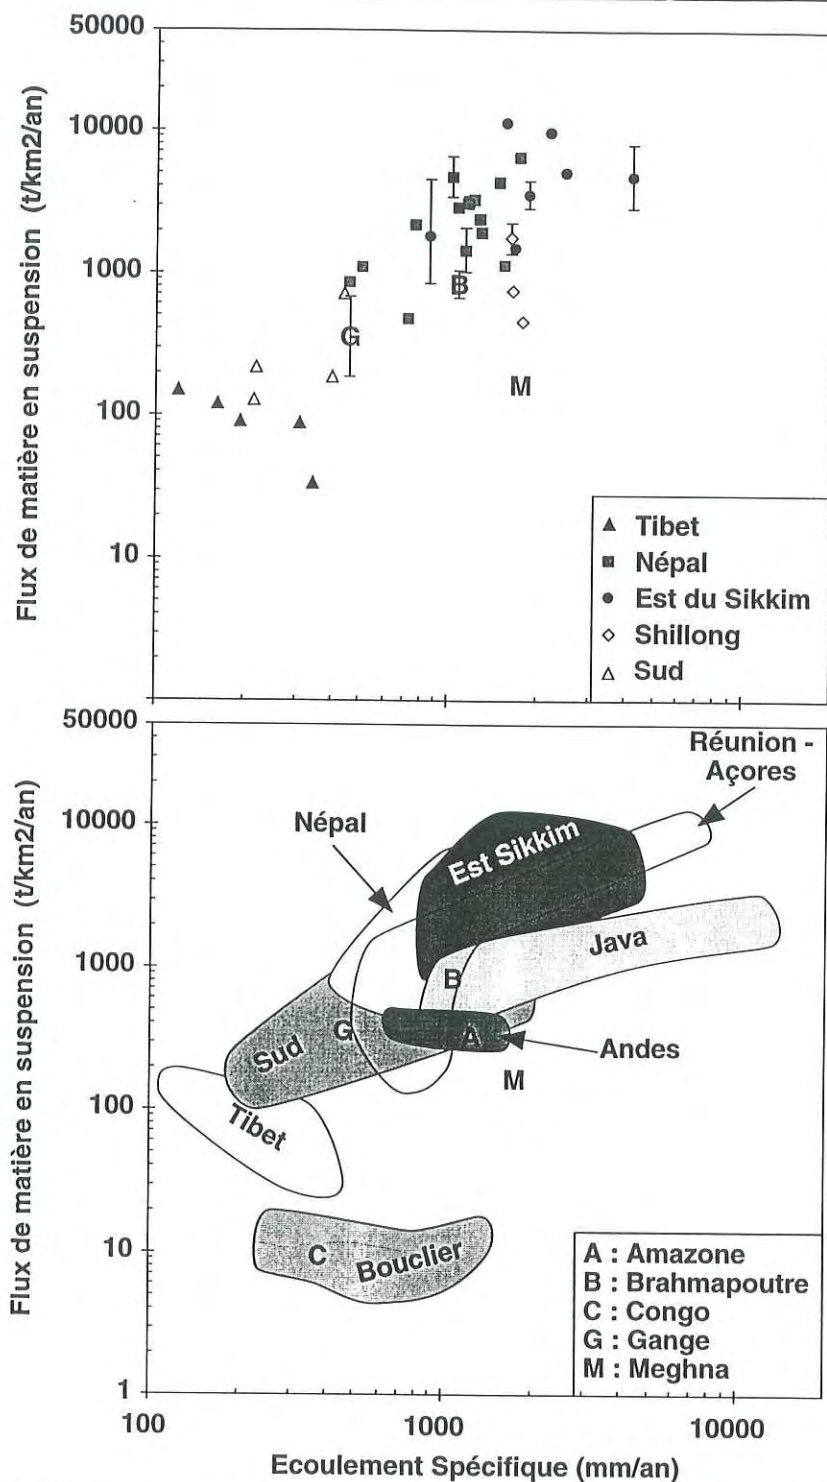 Flux de matière en suspension (t/km2/an)
50000
10000
1000
100
10
G
B
M
Tibet
Népal
Est du Sikkim
Shillong
Sud
Flux de matière en suspension (t/km2/an)
50000
10000
1000
100
10
1
Réunion -
Açores
Népal
Est Sikkim
Java
B
G
A
Sud
Andes
M
Tibet
C
Bouclier
A : Amazone
B : Brahmapoutre
C : Congo
G : Gange
M : Meghna
100
1000
10000
Ecoulement Spécifique (mm/an)